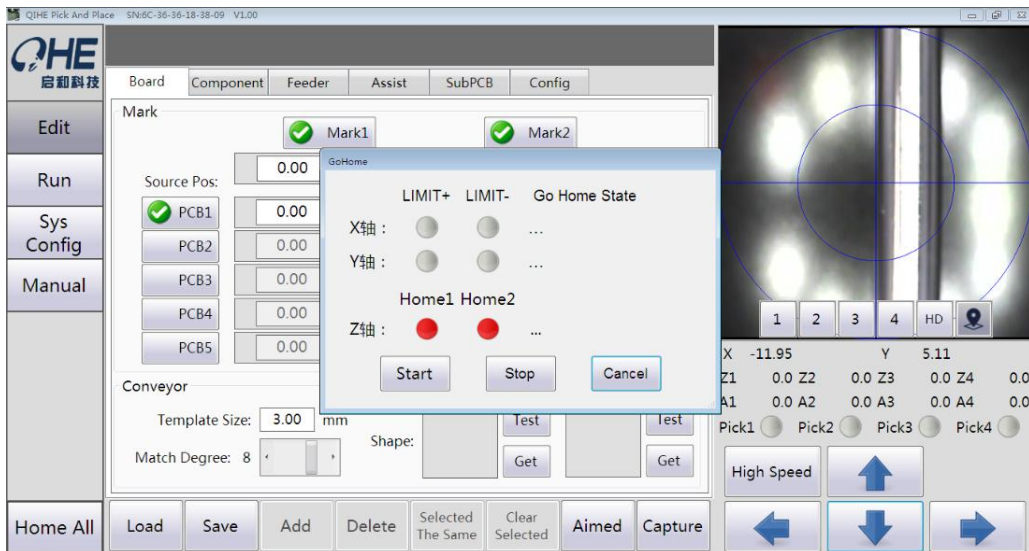 QIHE Pick And Place SN:6C-36-36-18-38-09 V1.00
QHE
启和科技
Edit
Run
Sys
Config
Manual
Home All
Board Component Feeder Assist SubPCB Config
Mark
Mark1 Mark2
0.00
Source Pos:
PCB1 0.00
PCB2 0.00
PCB3 0.00
PCB4 0.00
PCB5 0.00
Conveyor
Template Size: 3.00 mm
Shape:
Match Degree: 8
Test Test
Get Get
GoHome
LIMIT+ LIMIT- Go Home State
X轴 : ...
Y轴 : ...
Home1 Home2
Z轴 : ...
Start Stop Cancel
Load Save Add Delete Selected The Same Clear Selected Aimed Capture
1 2 3 4 HD
X -11.95 Y 5.11
Z1 0.0 Z2 0.0 Z3 0.0 Z4 0.0
A1 0.0 A2 0.0 A3 0.0 A4 0.0
Pick1 Pick2 Pick3 Pick4
High Speed